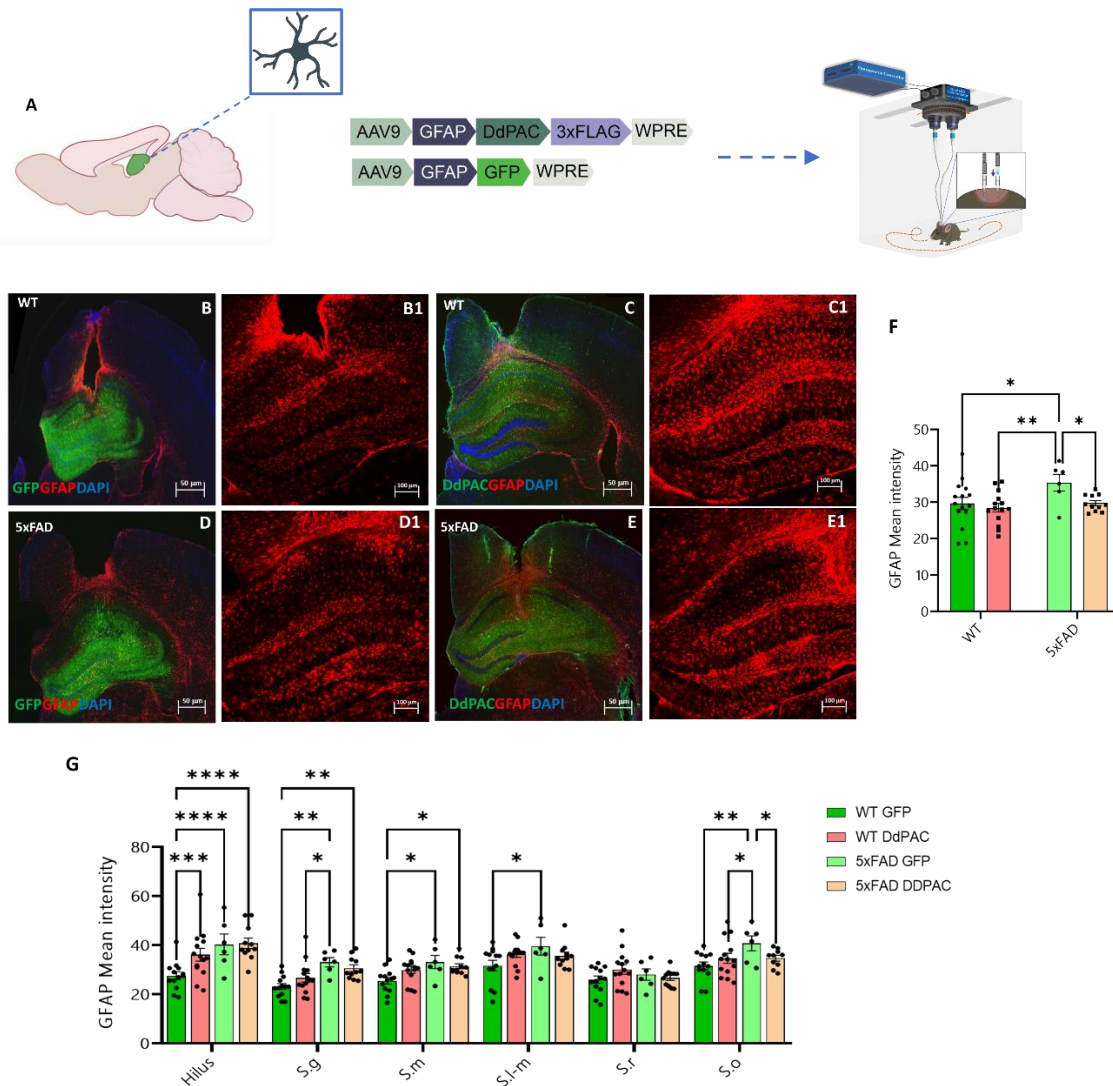 A
AAV9 GFAP DdPAC 3xFLAG WPRE
AAV9 GFAP GFP WPRE
WT
B
GFPGFAPDAPI
50 µm
B1
100 µm
WT
C
DdPACGFAPDAPI
50 µm
C1
100 µm
5xFAD
D
GFPGFAPDAPI
50 µm
D1
100 µm
5xFAD
E
DdPACGFAPDAPI
50 µm
E1
100 µm
F
GFAP Mean intensity
50
40
30
20
10
0
*
**
*
WT
5xFAD
G
GFAP Mean intensity
80
60
40
20
0
****
****
***
**
**
*
*
*
*
**
*
*
Hilus
S.g
S.m
S.l-m
S.r
S.o
WT GFP
WT DdPAC
5xFAD GFP
5xFAD DDPAC